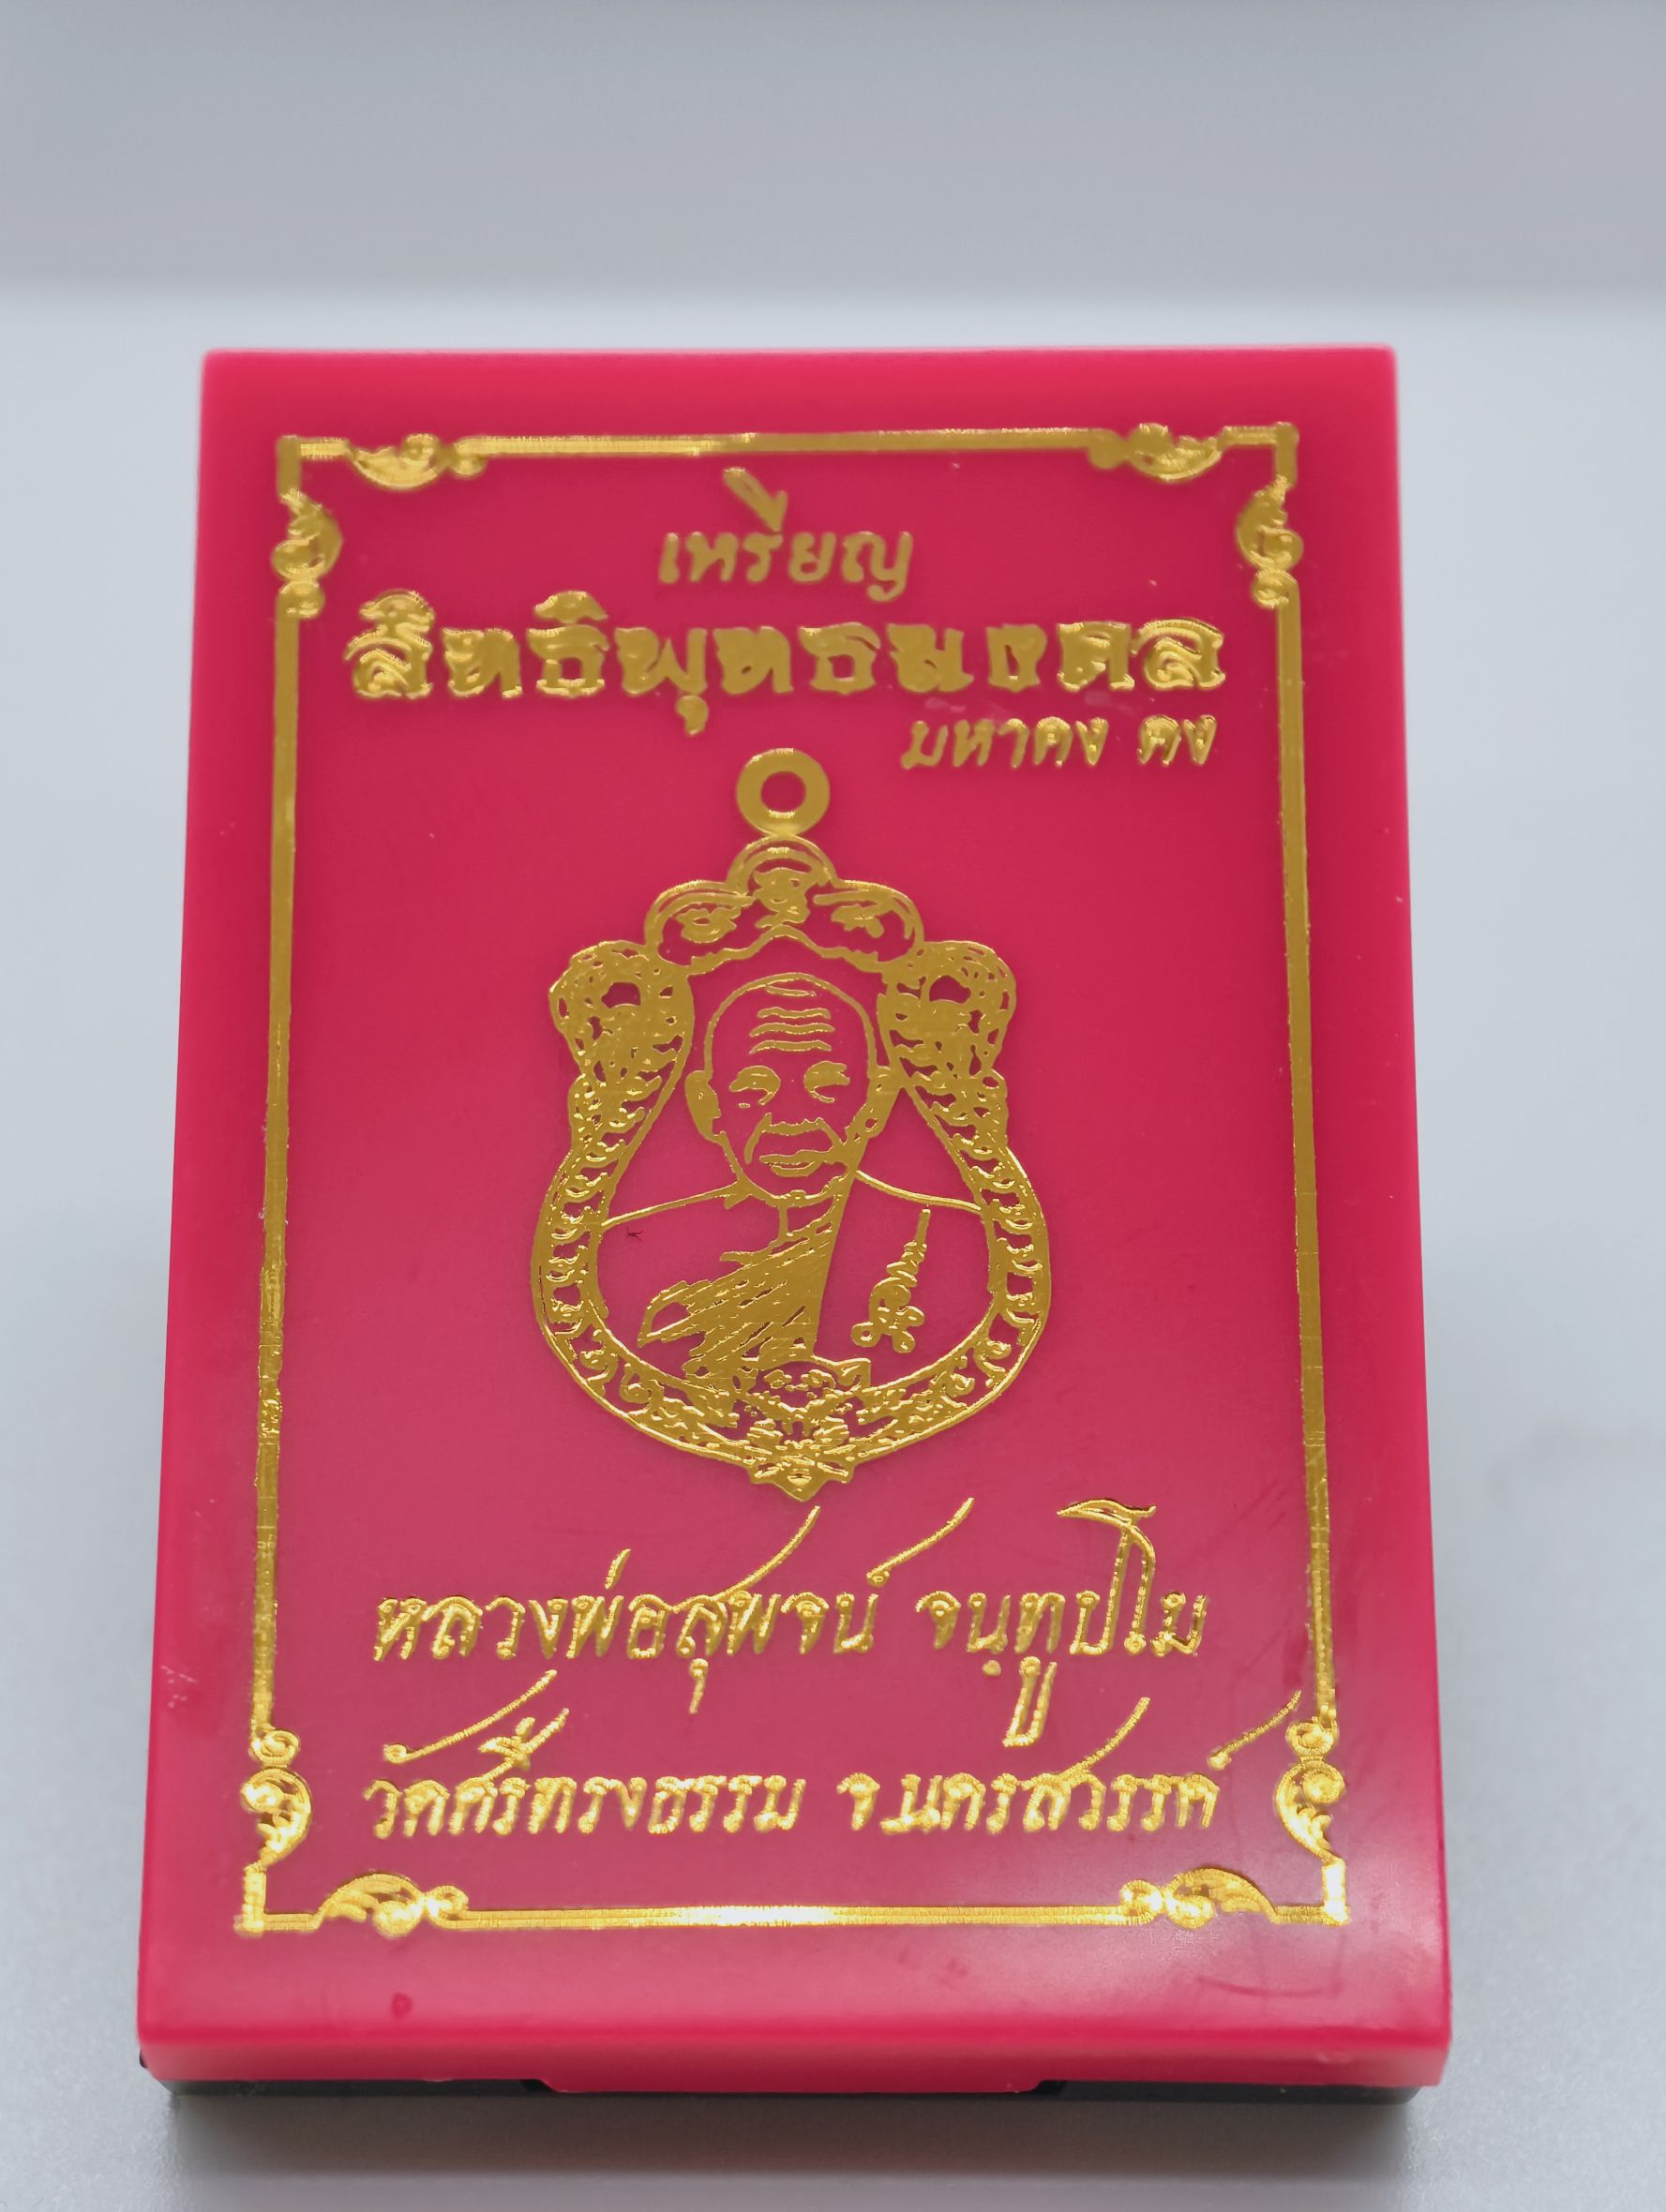 เหรียญ
สิทธิพุทธมงคล
มหาคง คง
หลวงพ่อสุพจน์ จนฺทูปโม
วัดศรีทรงธรรม จ.นครสวรรค์